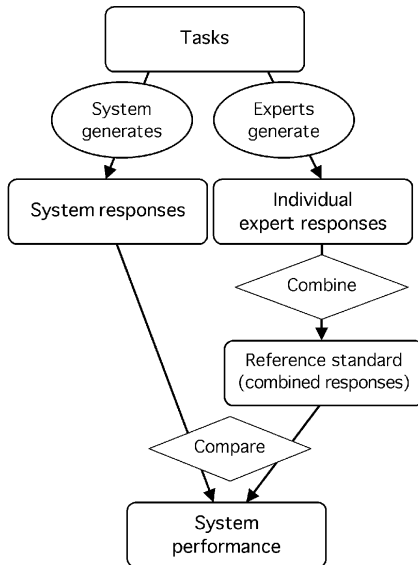 Tasks
System
generates
Experts
generate
System responses
Individual
expert responses
Combine
Reference standard
(combined responses)
Compare
System
performance